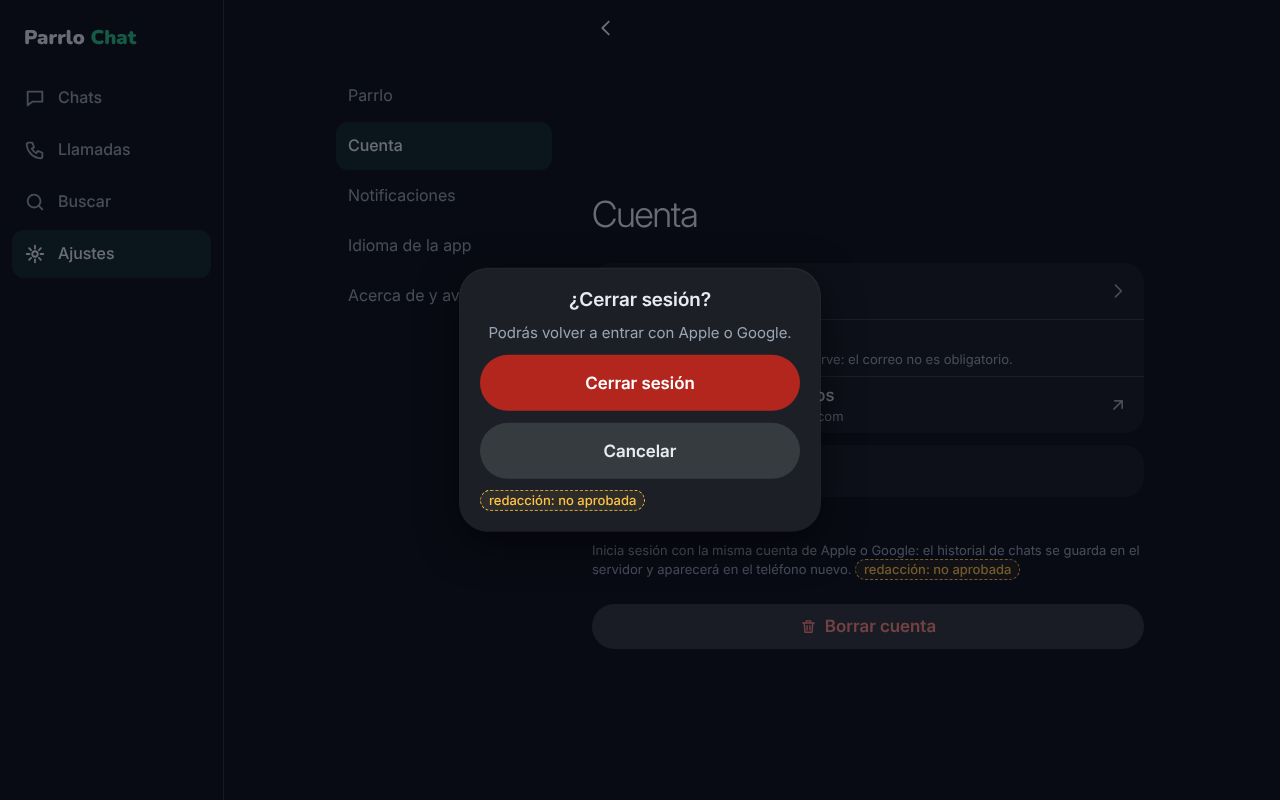 Parrlo Chat
Chats
Llamadas
Buscar
Ajustes
Parrlo
Cuenta
Notificaciones
Idioma de la app
Acerca de y av
Cuenta
rve: el correo no es obligatorio.
os
.com
¿Cerrar sesión?
Podrás volver a entrar con Apple o Google.
Cerrar sesión
Cancelar
redacción: no aprobada
Inicia sesión con la misma cuenta de Apple o Google: el historial de chats se guarda en el
servidor y aparecerá en el teléfono nuevo. redacción: no aprobada
Borrar cuenta